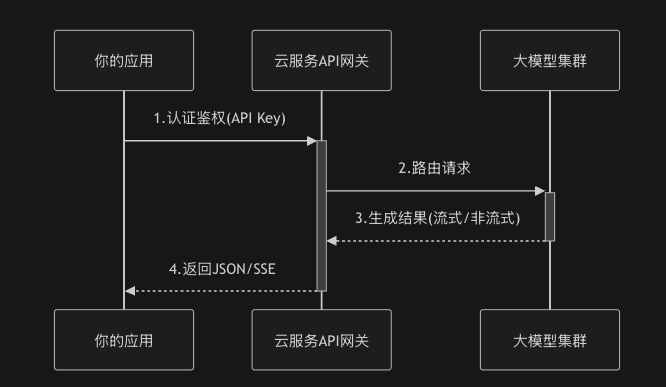 你的应用
云服务API网关
大模型集群
1.认证鉴权(API Key)
2.路由请求
3.生成结果(流式/非流式)
4.返回JSON/SSE
你的应用
云服务API网关
大模型集群